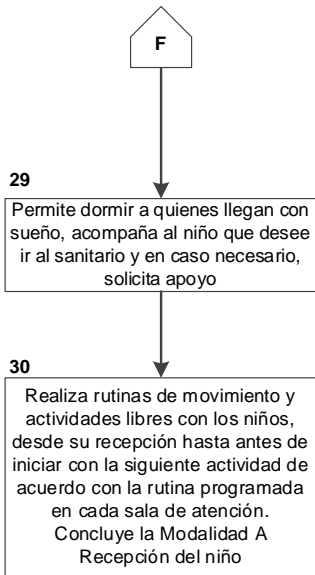 F
29
Permite dormir a quienes llegan con
sueño, acompaña al niño que desee
ir al sanitario y en caso necesario,
solicita apoyo
30
Realiza rutinas de movimiento y
actividades libres con los niños,
desde su recepción hasta antes de
iniciar con la siguiente actividad de
acuerdo con la rutina programada
en cada sala de atención.
Concluye la Modalidad A
Recepción del niño